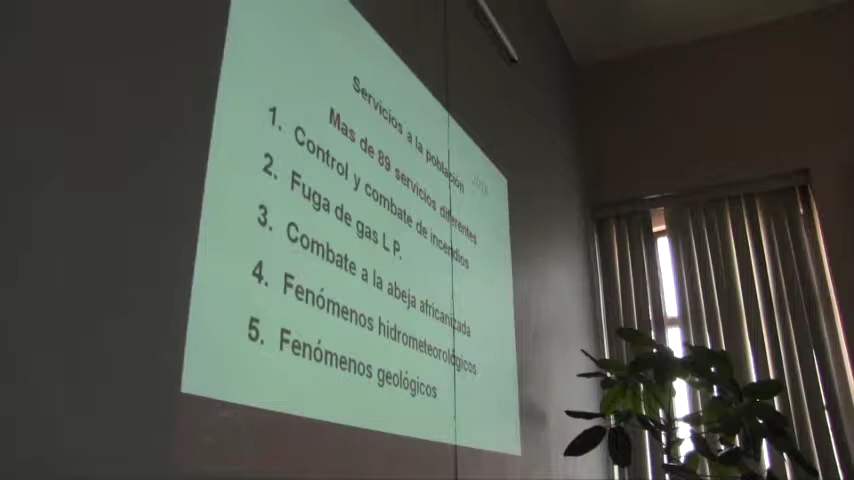 Servicios a la población
Mas de 89 servicios diferentes
1. Control y combate de incendios
2. Fuga de gas L P.
3. Combate a la abeja africanizada
4. Fenómenos hidrometeorológicos
5. Fenómenos geológicos